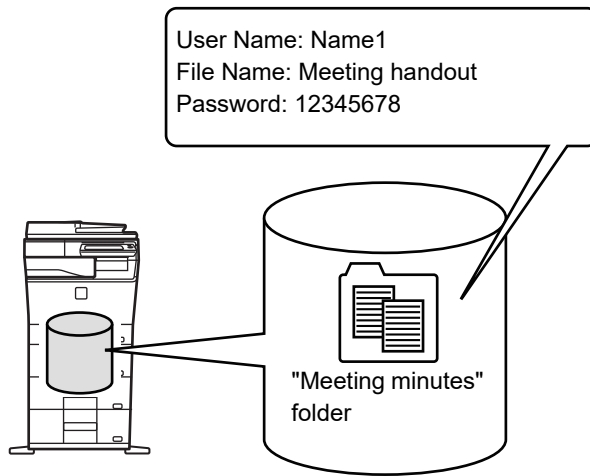 User Name: Name1
File Name: Meeting handout
Password: 12345678
"Meeting minutes"
folder